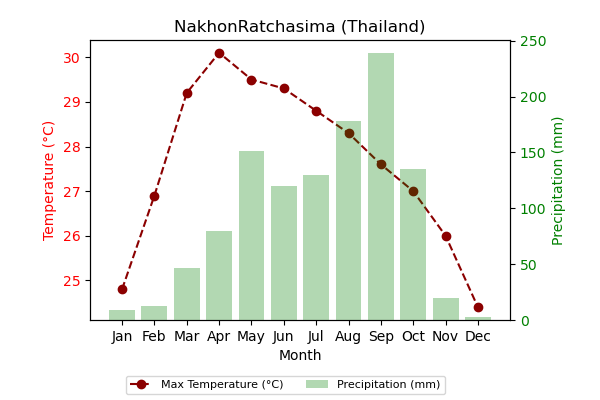 NakhonRatchasima (Thailand)
30
29
28
27
26
25
Temperature (°C)
250
200
150
100
50
0
Precipitation (mm)
Jan Feb Mar Apr May Jun Jul Aug Sep Oct Nov Dec
Month
Max Temperature (°C) Precipitation (mm)